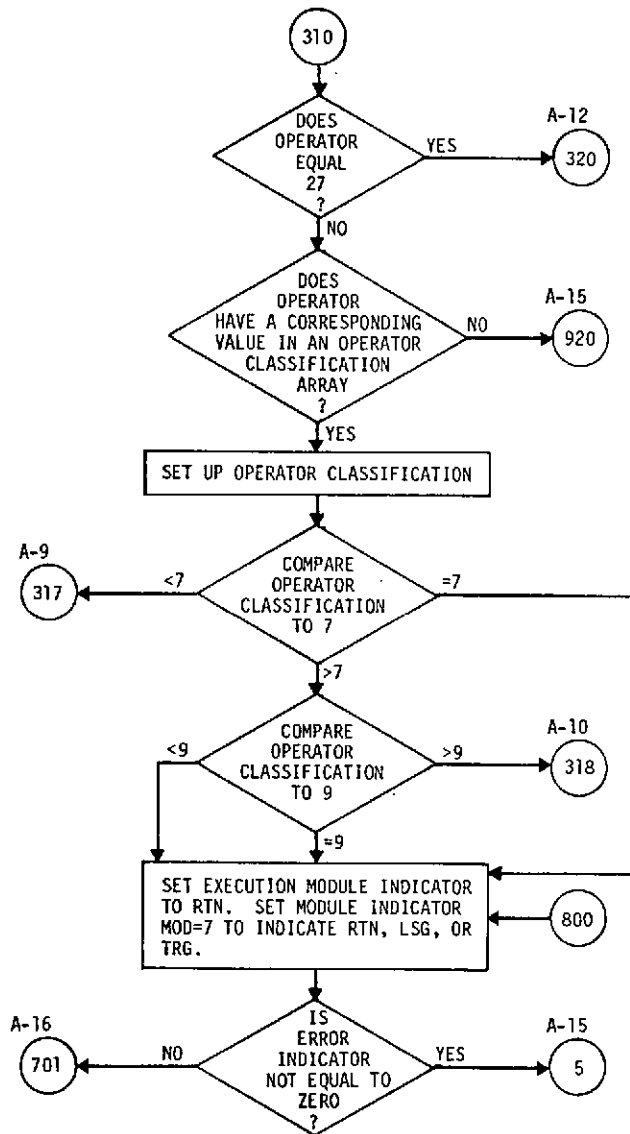 310
DOES
OPERATOR
EQUAL
27
?
YES
A-12
320
NO
DOES
OPERATOR
HAVE A CORRESPONDING
VALUE IN AN OPERATOR
CLASSIFICATION
ARRAY
?
NO
A-15
920
YES
SET UP OPERATOR CLASSIFICATION
A-9
317
<7
COMPARE
OPERATOR
CLASSIFICATION
TO 7
=7
>7
<9
COMPARE
OPERATOR
CLASSIFICATION
TO 9
>9
A-10
318
=9
SET EXECUTION MODULE INDICATOR
TO RTN. SET MODULE INDICATOR
MOD=7 TO INDICATE RTN, LSG, OR
TRG.
800
A-16
701
NO
IS
ERROR
INDICATOR
NOT EQUAL TO
ZERO
?
YES
A-15
5